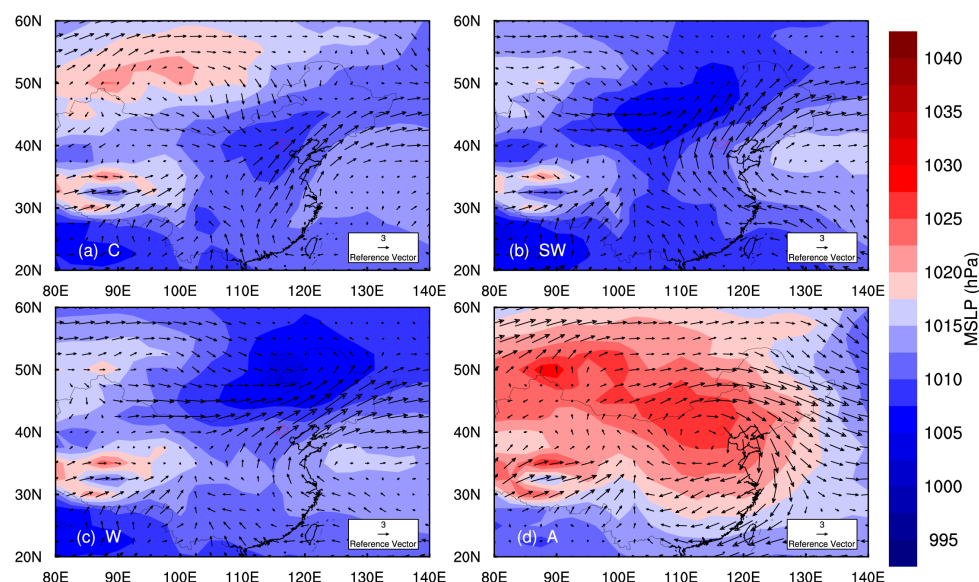 60N
50N
40N
30N
20N
(a) C
3
Reference Vector
80E 90E 100E 110E 120E 130E 140E
60N
50N
40N
30N
20N
(b) SW
3
Reference Vector
80E 90E 100E 110E 120E 130E 140E
60N
50N
40N
30N
20N
(c) W
3
Reference Vector
80E 90E 100E 110E 120E 130E 140E
60N
50N
40N
30N
20N
(d) A
3
Reference Vector
80E 90E 100E 110E 120E 130E 140E
1040
1035
1030
1025
1020
1015
1010
1005
1000
995
MSLP (hPa)